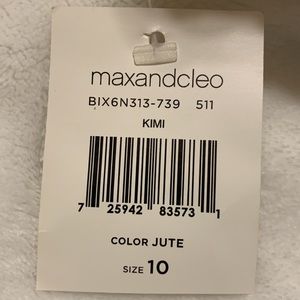 maxandcleo
BIX6N313-739 511
KIMI
7 25942 83573 1
COLOR JUTE
SIZE 10